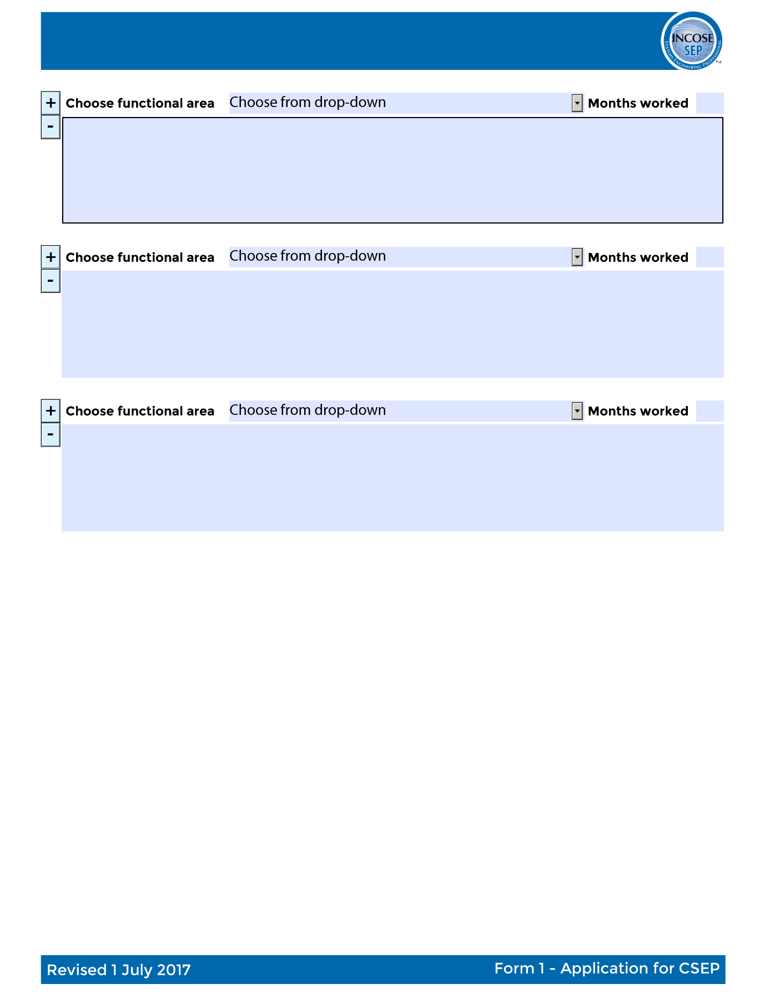 INCOSE
SEP
SYSTEMS ENGINEERING PROFESSIONAL
™
+ Choose functional area Choose from drop-down Months worked
-
+ Choose functional area Choose from drop-down Months worked
-
+ Choose functional area Choose from drop-down Months worked
-
Revised 1 July 2017 Form 1 - Application for CSEP